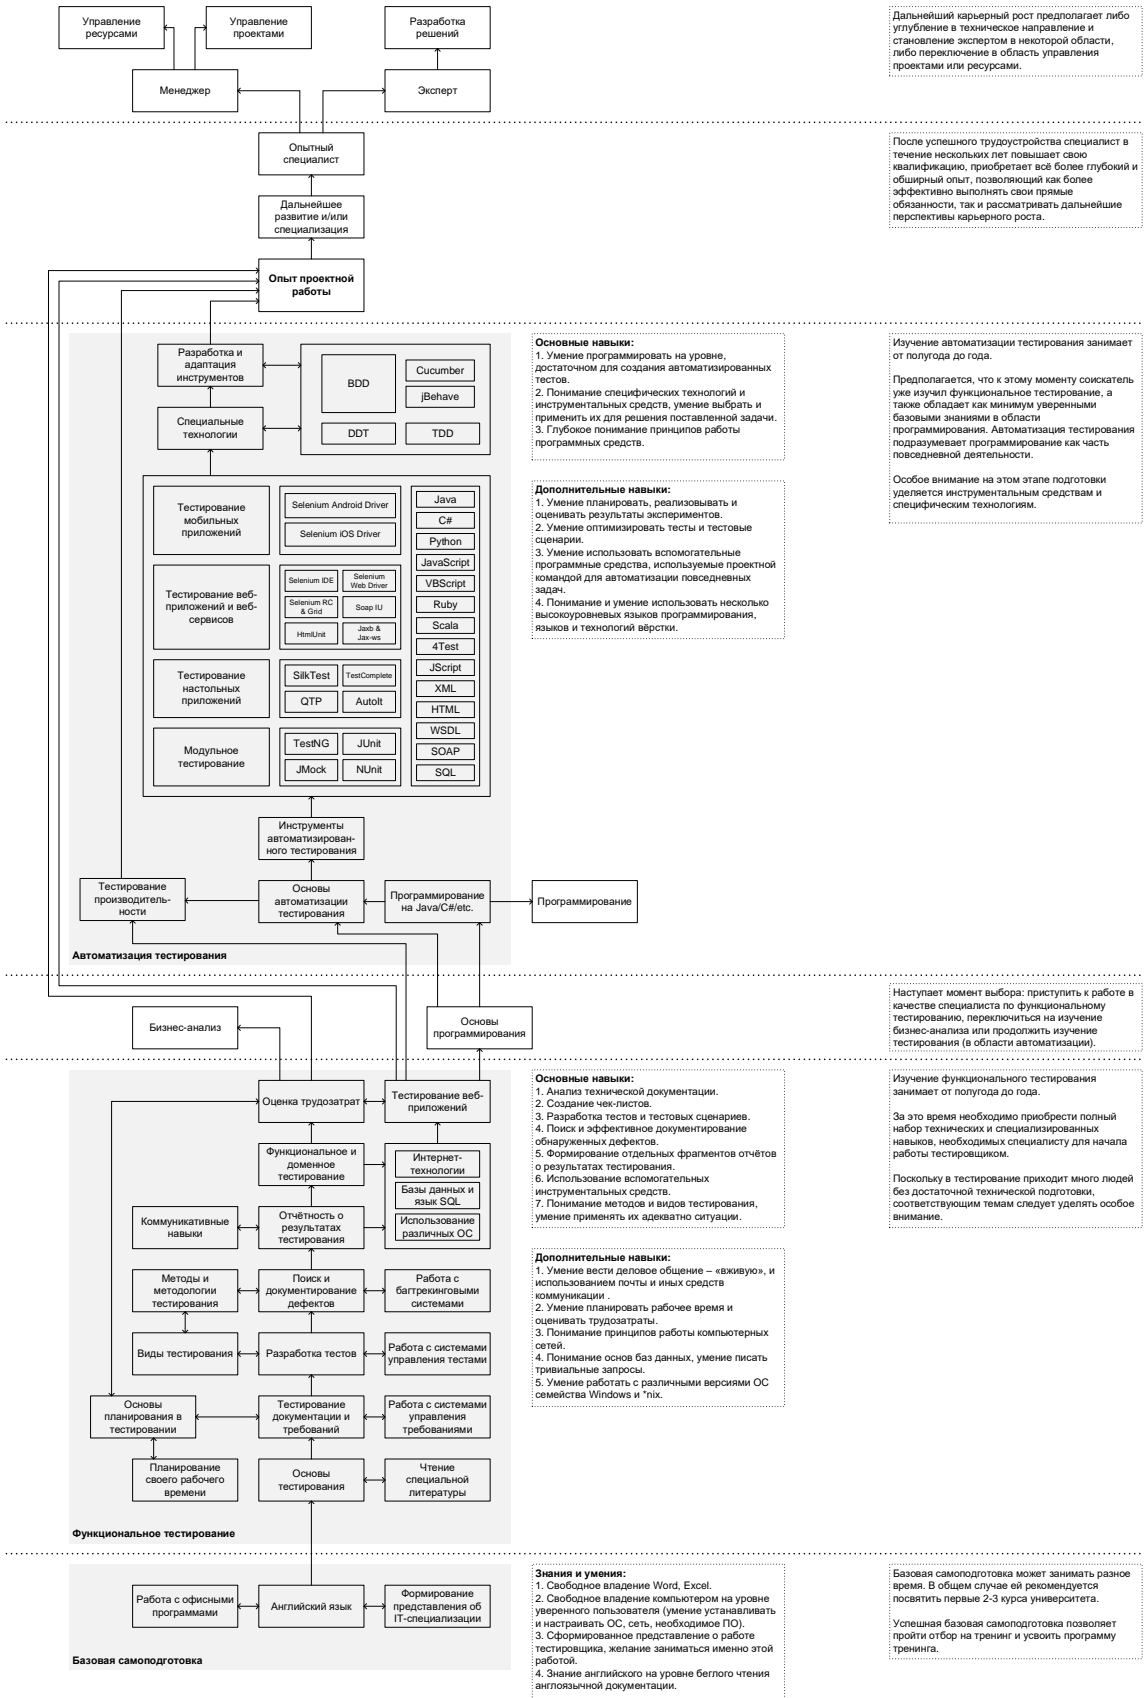 Управление
ресурсами
Управление
проектами
Разработка
решений
Дальнейший карьерный рост предполагает либо
углубление в техническое направление и
становление экспертом в некоторой области,
либо переключение в область управления
проектами или ресурсами.
Менеджер
Эксперт
Опытный
специалист
После успешного трудоустройства специалист в
течение нескольких лет повышает свою
квалификацию, приобретает всё более глубокий и
обширный опыт, позволяющий как более
эффективно выполнять свои прямые
обязанности, так и рассматривать дальнейшие
перспективы карьерного роста.
Дальнейшее
развитие и/или
специализация
Опыт проектной
работы
Разработка и
адаптация
инструментов
BDD
Cucumber
jBehave
Специальные
технологии
DDT
TDD
Основные навыки:
1. Умение программировать на уровне,
достаточном для создания автоматизированных
тестов.
2. Понимание специфических технологий и
инструментальных средств, умение выбрать и
применить их для решения поставленной задачи.
3. Глубокое понимание принципов работы
программных средств.
Изучение автоматизации тестирования занимает
от полугода до года.
Предполагается, что к этому моменту соискатель
уже изучил функциональное тестирование, а
также обладает как минимум уверенными
базовыми знаниями в области
программирования. Автоматизация тестирования
подразумевает программирование как часть
повседневной деятельности.
Особое внимание на этом этапе подготовки
уделяется инструментальным средствам и
специфическим технологиям.
Тестирование
мобильных
приложений
Selenium Android Driver
Selenium iOS Driver
Тестирование веб-
приложений и веб-
сервисов
Selenium IDE
Selenium
Web Driver
Selenium RC
& Grid
Soap IU
HtmlUnit
Jaxb &
Jax-ws
Тестирование
настольных
приложений
SilkTest
TestComplete
QTP
AutoIt
Модульное
тестирование
TestNG
JUnit
JMock
NUnit
Java
C#
Python
JavaScript
VBScript
Ruby
Scala
4Test
JScript
XML
HTML
WSDL
SOAP
SQL
Дополнительные навыки:
1. Умение планировать, реализовывать и
оценивать результаты экспериментов.
2. Умение оптимизировать тесты и тестовые
сценарии.
3. Умение использовать вспомогательные
программные средства, используемые проектной
командой для автоматизации повседневных
задач.
4. Понимание и умение использовать несколько
высокоуровневых языков программирования,
языков и технологий вёрстки.
Инструменты
автоматизирован-
ного тестирования
Тестирование
производитель-
ности
Основы
автоматизации
тестирования
Программирование
на Java/C#/etc.
Программирование
Автоматизация тестирования
Бизнес-анализ
Основы
программирования
Наступает момент выбора: приступить к работе в
качестве специалиста по функциональному
тестированию, переключиться на изучение
бизнес-анализа или продолжить изучение
тестирования (в области автоматизации).
Оценка трудозатрат
Тестирование веб-
приложений
Функциональное и
доменное
тестирование
Интернет-
технологии
Базы данных и
язык SQL
Использование
различных ОС
Коммуникативные
навыки
Отчётность о
результатах
тестирования
Методы и
методологии
тестирования
Поиск и
документирование
дефектов
Работа с
багтрекинговыми
системами
Виды тестирования
Разработка тестов
Работа с системами
управления тестами
Основы
планирования в
тестировании
Тестирование
документации и
требований
Работа с системами
управления
требованиями
Планирование
своего рабочего
времени
Основы
тестирования
Чтение
специальной
литературы
Функциональное тестирование
Основные навыки:
1. Анализ технической документации.
2. Создание чек-листов.
3. Разработка тестов и тестовых сценариев.
4. Поиск и эффективное документирование
обнаруженных дефектов.
5. Формирование отдельных фрагментов отчётов
о результатах тестирования.
6. Использование вспомогательных
инструментальных средств.
7. Понимание методов и видов тестирования,
умение применять их адекватно ситуации.
Дополнительные навыки:
1. Умение вести деловое общение – «вживую», и
использованием почты и иных средств
коммуникации .
2. Умение планировать рабочее время и
оценивать трудозатраты.
3. Понимание принципов работы компьютерных
сетей.
4. Понимание основ баз данных, умение писать
тривиальные запросы.
5. Умение работать с различными версиями ОС
семейства Windows и *nix.
Изучение функционального тестирования
занимает от полугода до года.
За это время необходимо приобрести полный
набор технических и специализированных
навыков, необходимых специалисту для начала
работы тестировщиком.
Поскольку в тестирование приходит много людей
без достаточной технической подготовки,
соответствующим темам следует уделять особое
внимание.
Работа с офисными
программами
Английский язык
Формирование
представления об
IT-специализации
Базовая самоподготовка
Знания и умения:
1. Свободное владение Word, Excel.
2. Свободное владение компьютером на уровне
уверенного пользователя (умение устанавливать
и настраивать ОС, сеть, необходимое ПО).
3. Сформированное представление о работе
тестировщика, желание заниматься именно этой
работой.
4. Знание английского на уровне беглого чтения
англоязычной документации.
Базовая самоподготовка может занимать разное
время. В общем случае ей рекомендуется
посвятить первые 2-3 курса университета.
Успешная базовая самоподготовка позволяет
пройти отбор на тренинг и усвоить программу
тренинга.